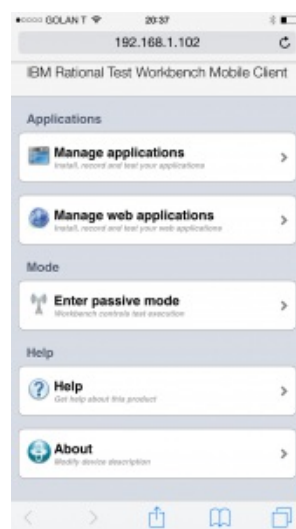 GOLAN T 20:37
192.168.1.102
IBM Rational Test Workbench Mobile Client
Applications
Manage applications
Install, record and test your applications
Manage web applications
Install, record and test your web applications
Mode
Enter passive mode
Workbench controls test execution
Help
Help
Get help about this product
About
Modify device description